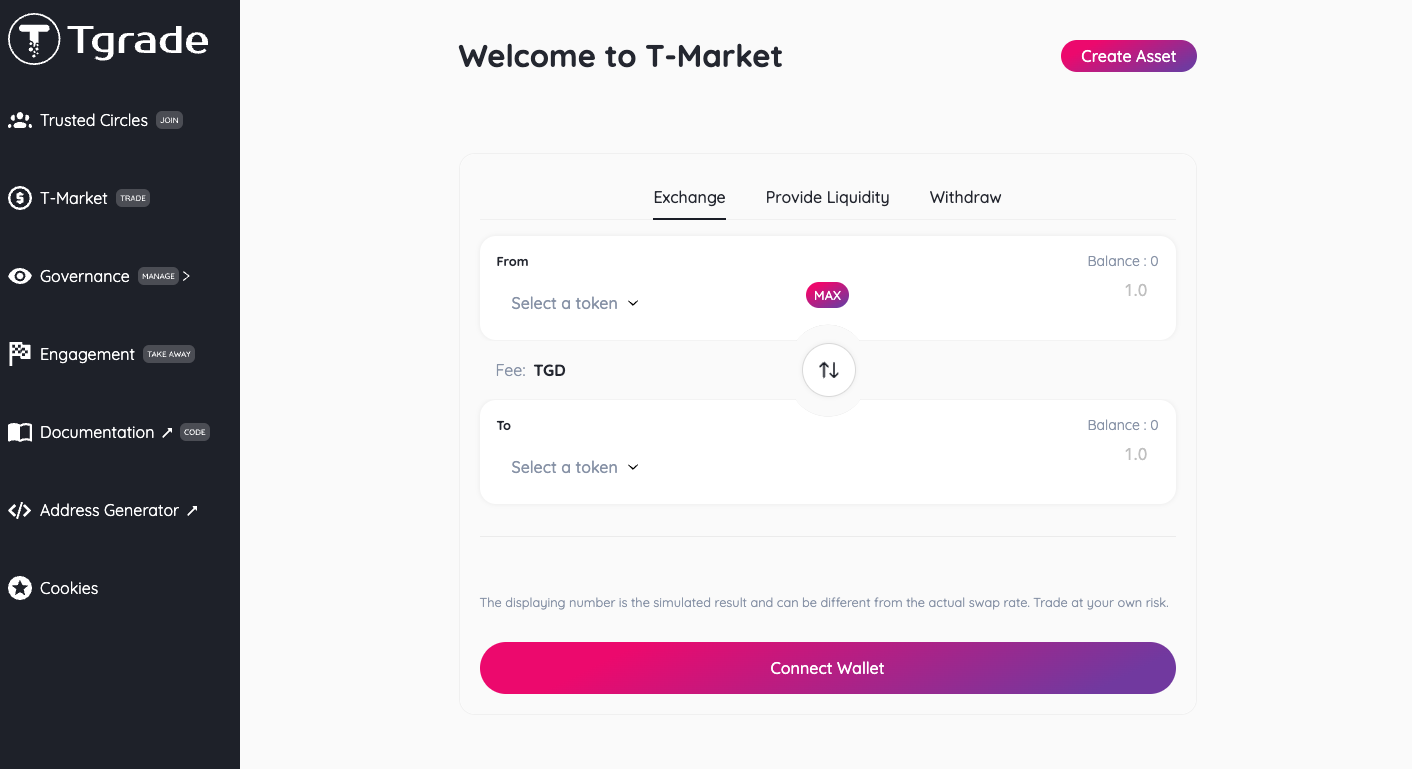 Tgrade
Trusted Circles JOIN
T-Market TRADE
Governance MANAGE
Engagement TAKE AWAY
Documentation CODE
Address Generator
Cookies
Welcome to T-Market
Create Asset
Exchange Provide Liquidity Withdraw
From
Balance : 0
Select a token
MAX
1.0
Fee: TGD
To
Balance : 0
Select a token
1.0
The displaying number is the simulated result and can be different from the actual swap rate. Trade at your own risk.
Connect Wallet